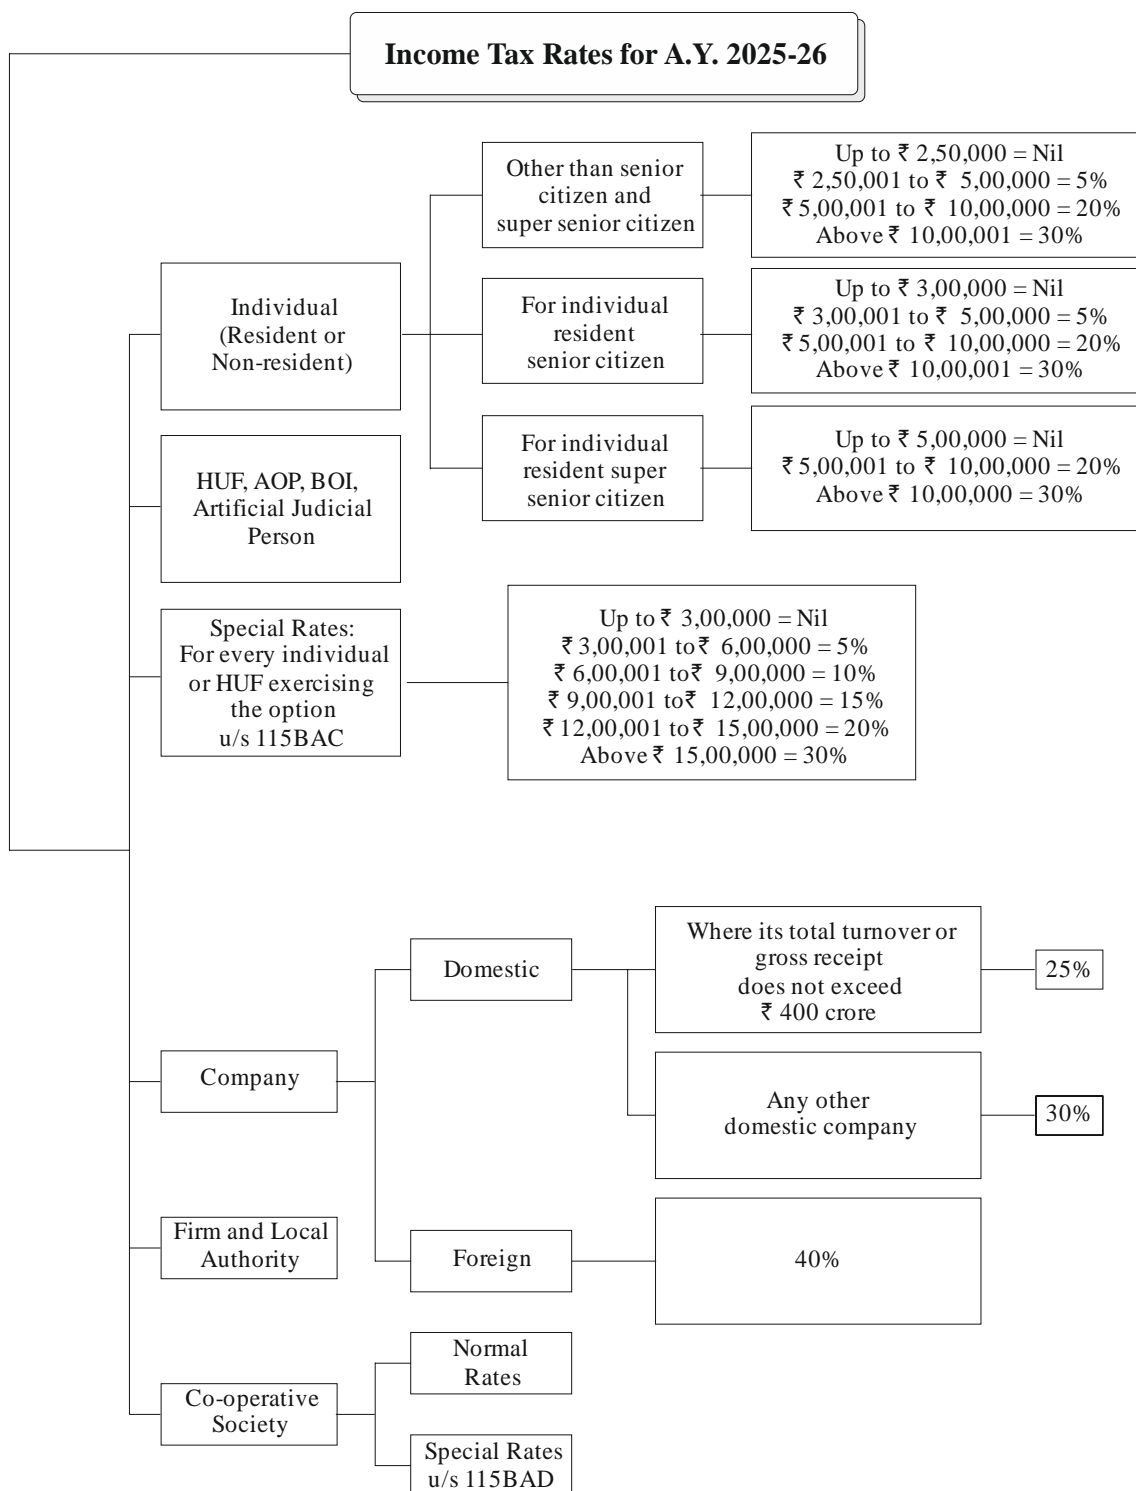 Income Tax Rates for A.Y. 2025-26
Individual
(Resident or
Non-resident)
Other than senior
citizen and
super senior citizen
Up to ₹ 2,50,000 = Nil
₹ 2,50,001 to ₹ 5,00,000 = 5%
₹ 5,00,001 to ₹ 10,00,000 = 20%
Above ₹ 10,00,001 = 30%
For individual
resident
senior citizen
Up to ₹ 3,00,000 = Nil
₹ 3,00,001 to ₹ 5,00,000 = 5%
₹ 5,00,001 to ₹ 10,00,000 = 20%
Above ₹ 10,00,001 = 30%
For individual
resident super
senior citizen
Up to ₹ 5,00,000 = Nil
₹ 5,00,001 to ₹ 10,00,000 = 20%
Above ₹ 10,00,000 = 30%
HUF, AOP, BOI,
Artificial Judicial
Person
Special Rates:
For every individual
or HUF exercising
the option
u/s 115BAC
Up to ₹ 3,00,000 = Nil
₹ 3,00,001 to ₹ 6,00,000 = 5%
₹ 6,00,001 to ₹ 9,00,000 = 10%
₹ 9,00,001 to ₹ 12,00,000 = 15%
₹ 12,00,001 to ₹ 15,00,000 = 20%
Above ₹ 15,00,000 = 30%
Company
Domestic
Where its total turnover or
gross receipt
does not exceed
₹ 400 crore
25%
Any other
domestic company
30%
Foreign
40%
Firm and Local
Authority
Co-operative
Society
Normal
Rates
Special Rates
u/s 115BAD